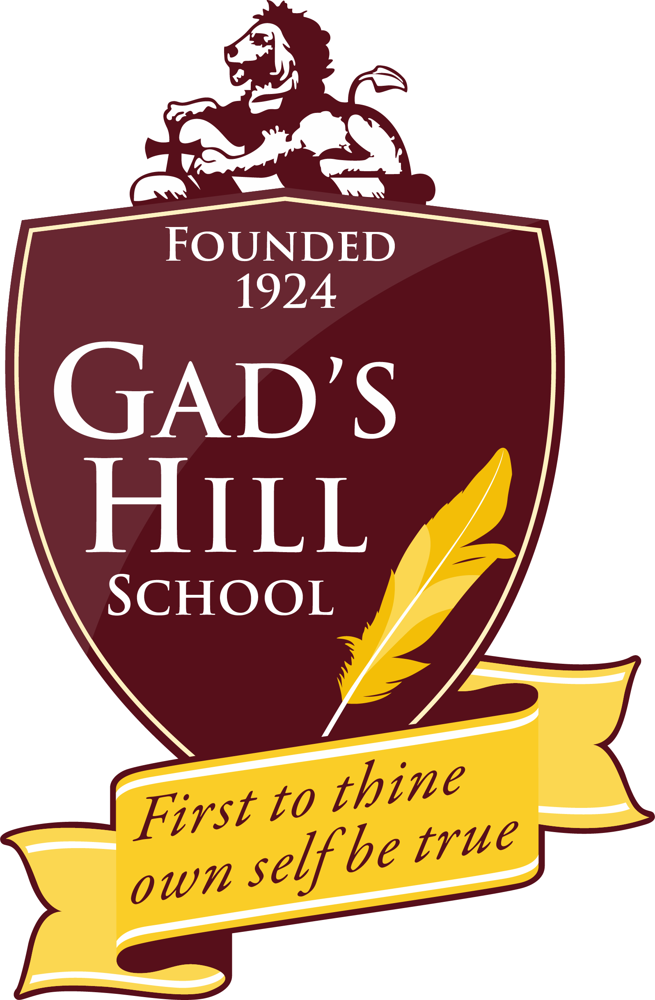 FOUNDED
1924
GAD'S
HILL
SCHOOL
First to thine
own self be true